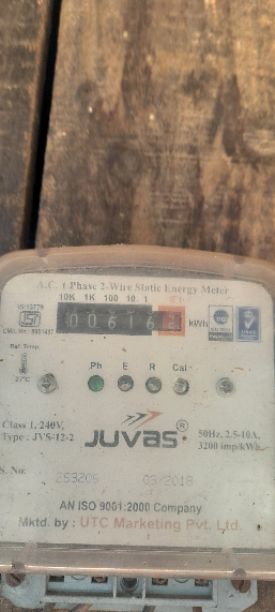 A.C. 1 Phase 2-Wire Static Energy Meter
10K 1K 100 10 1
00616 kWh
Ref. Temp.
27°C
Ph E R Cal
Class 1, 240V,
Type : JVS-12-2
JUVAS ®
50Hz, 2.5-10A,
3200 imp/kWh
S. No:
253205 03/2018
AN ISO 9001:2000 Company
Mktd. by : UTC Marketing Pvt. Ltd.